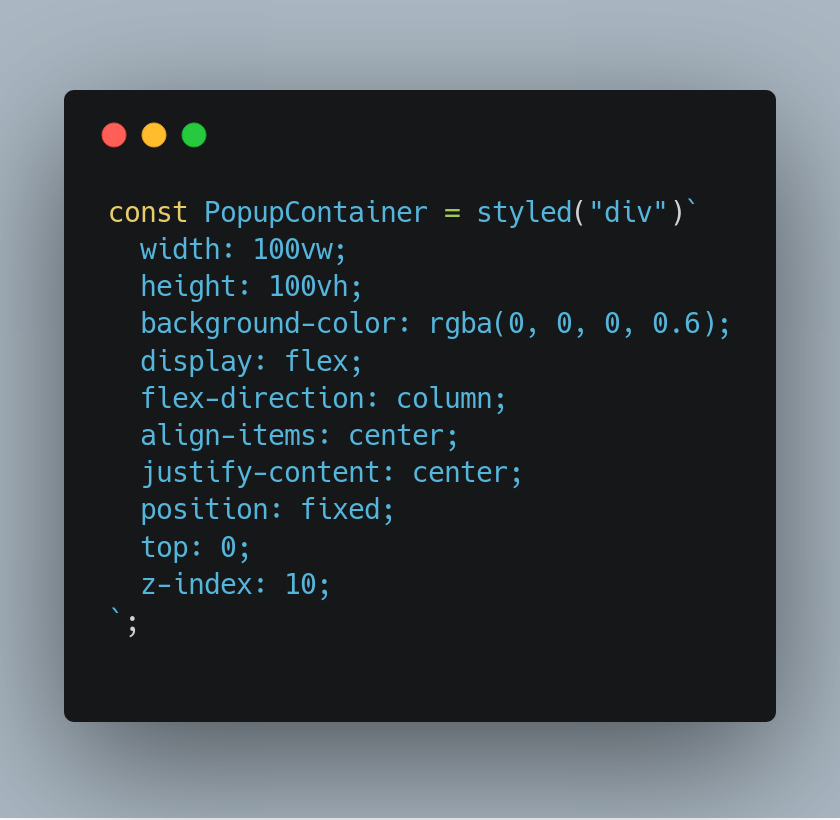 const PopupContainer = styled("div")`
  width: 100vw;
  height: 100vh;
  background-color: rgba(0, 0, 0, 0.6);
  display: flex;
  flex-direction: column;
  align-items: center;
  justify-content: center;
  position: fixed;
  top: 0;
  z-index: 10;
`;